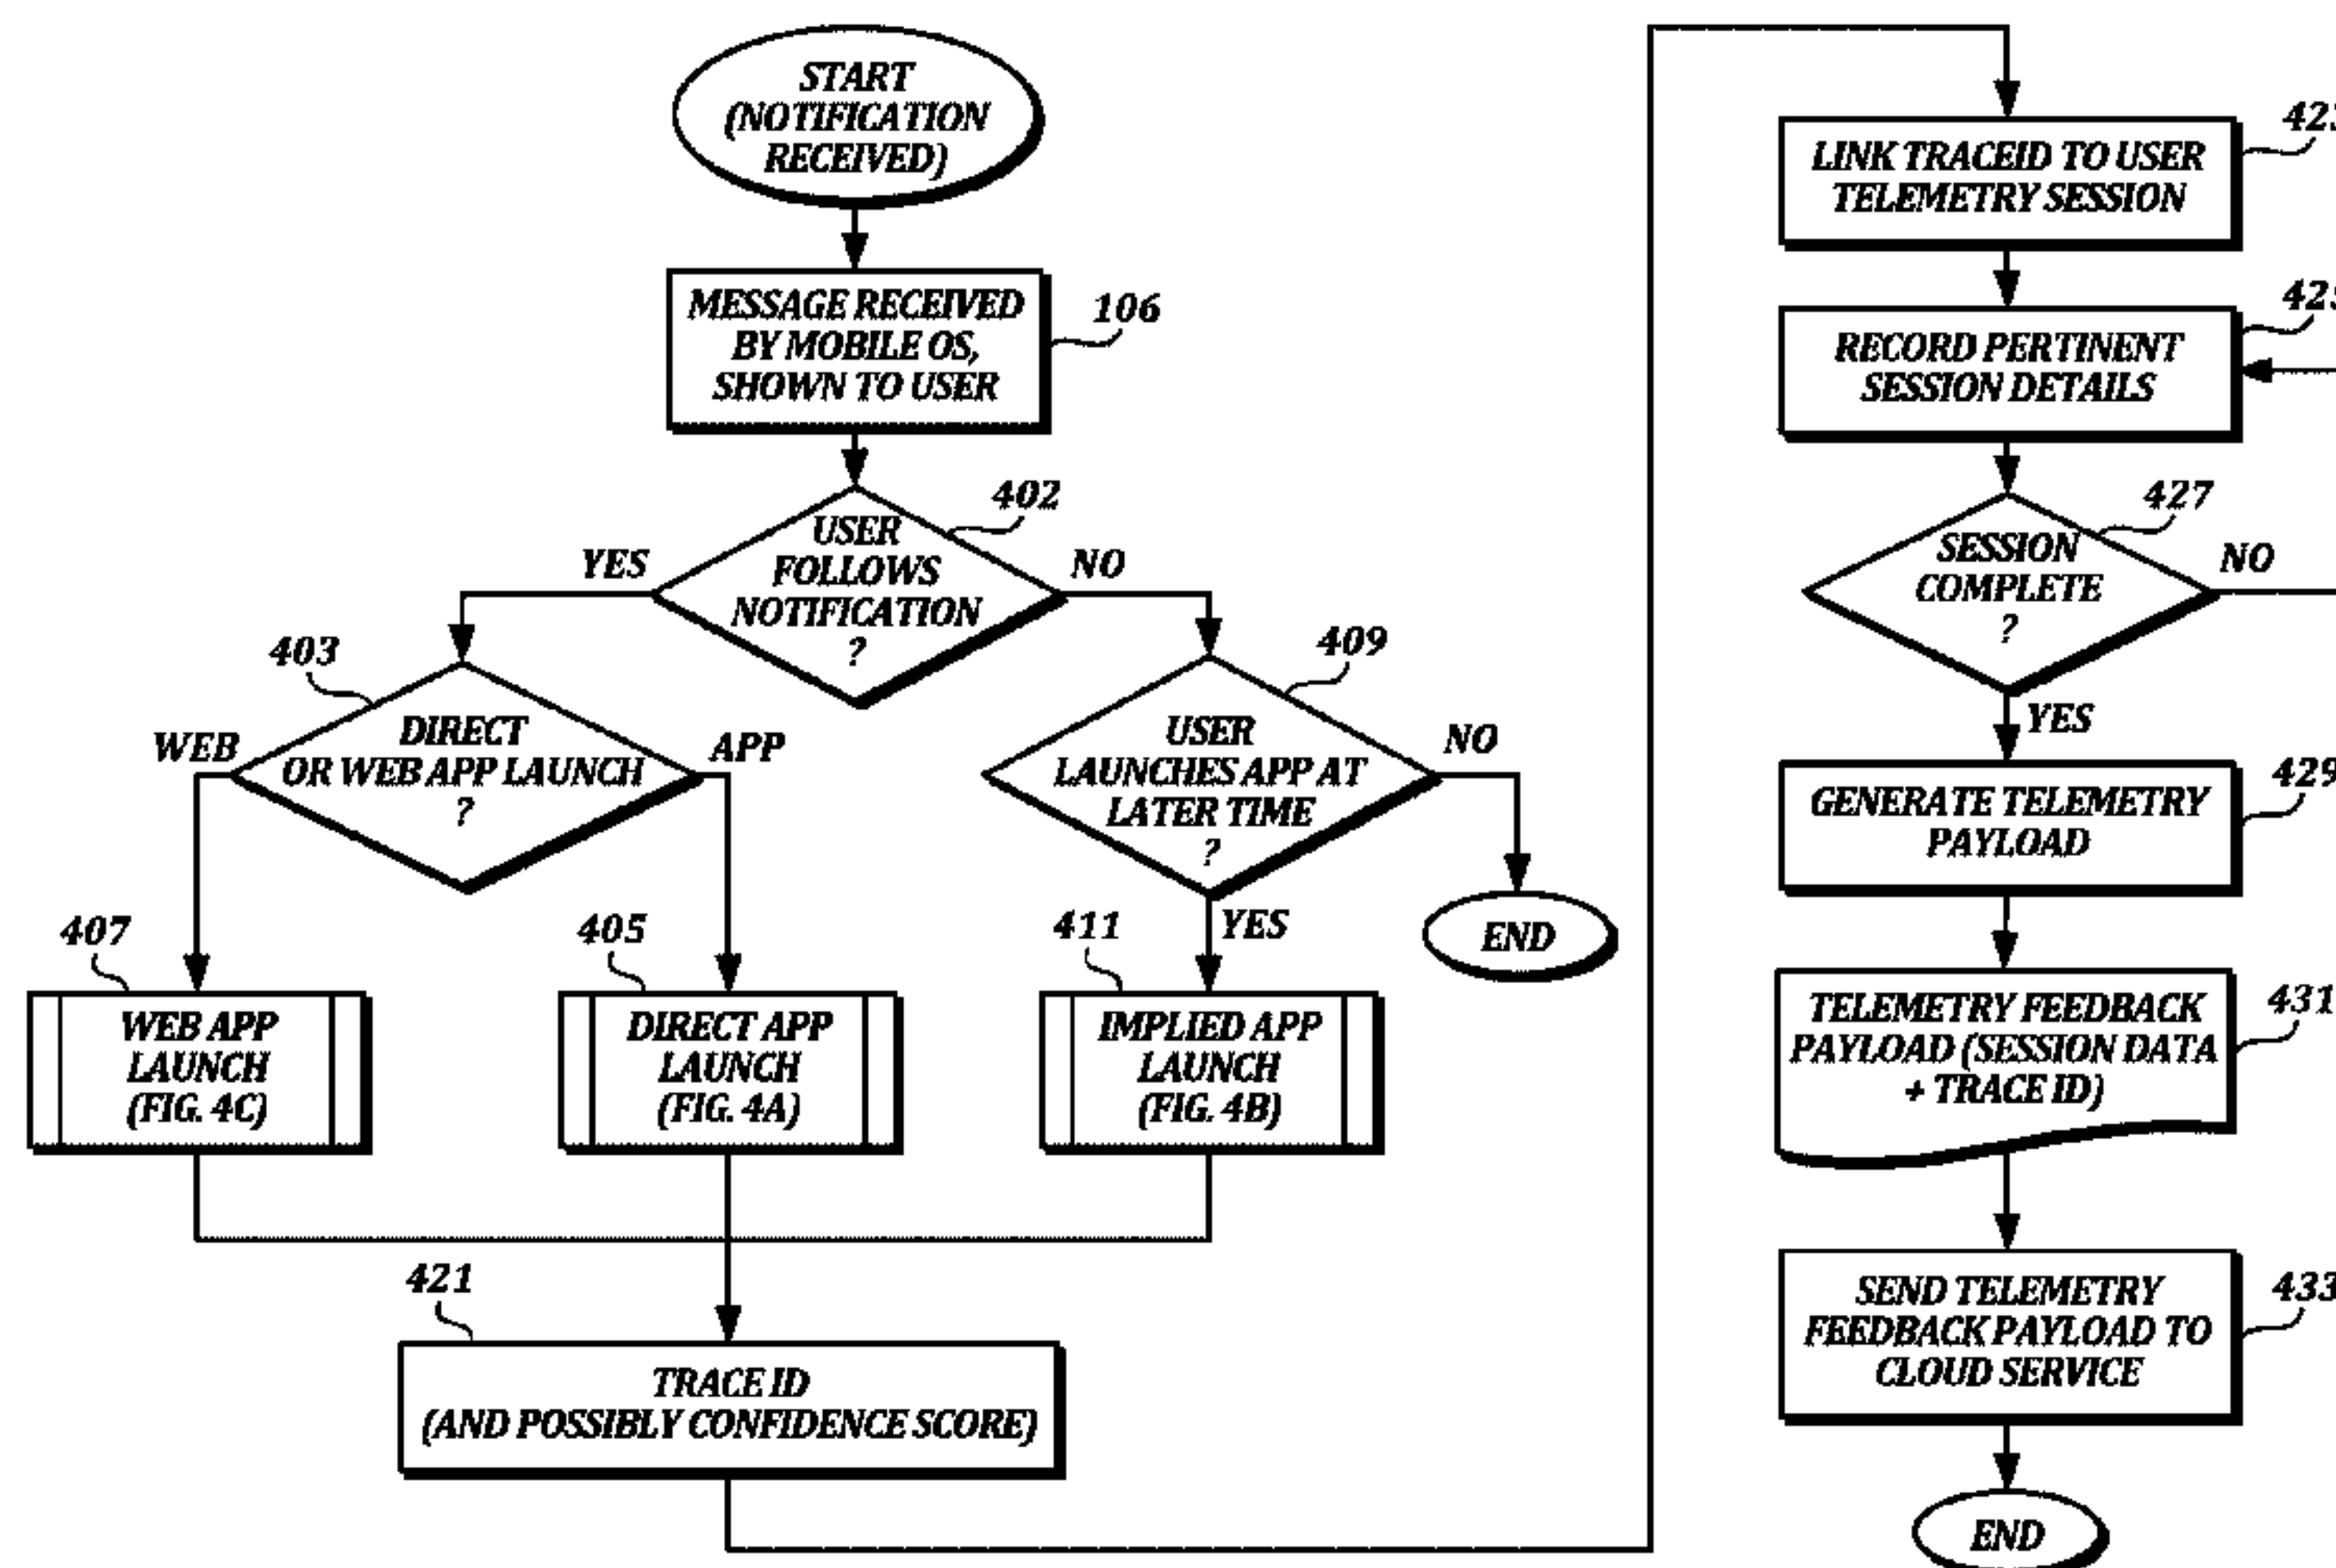 START
(NOTIFICATION
RECEIVED)
MESSAGE RECEIVED
BY MOBILE OS,
SHOWN TO USER
106
USER
FOLLOWS
NOTIFICATION
?
402
YES
NO
DIRECT
OR WEB APP LAUNCH
?
403
WEB
APP
USER
LAUNCHES APP AT
LATER TIME
?
409
NO
YES
END
407
WEB APP
LAUNCH
(FIG. 4C)
405
DIRECT APP
LAUNCH
(FIG. 4A)
411
IMPLIED APP
LAUNCH
(FIG. 4B)
421
TRACE ID
(AND POSSIBLY CONFIDENCE SCORE)
LINK TRACEID TO USER
TELEMETRY SESSION
RECORD PERTINENT
SESSION DETAILS
SESSION
COMPLETE
?
427
NO
YES
GENERATE TELEMETRY
PAYLOAD
429
TELEMETRY FEEDBACK
PAYLOAD (SESSION DATA
+ TRACE ID)
431
SEND TELEMETRY
FEEDBACK PAYLOAD TO
CLOUD SERVICE
433
END